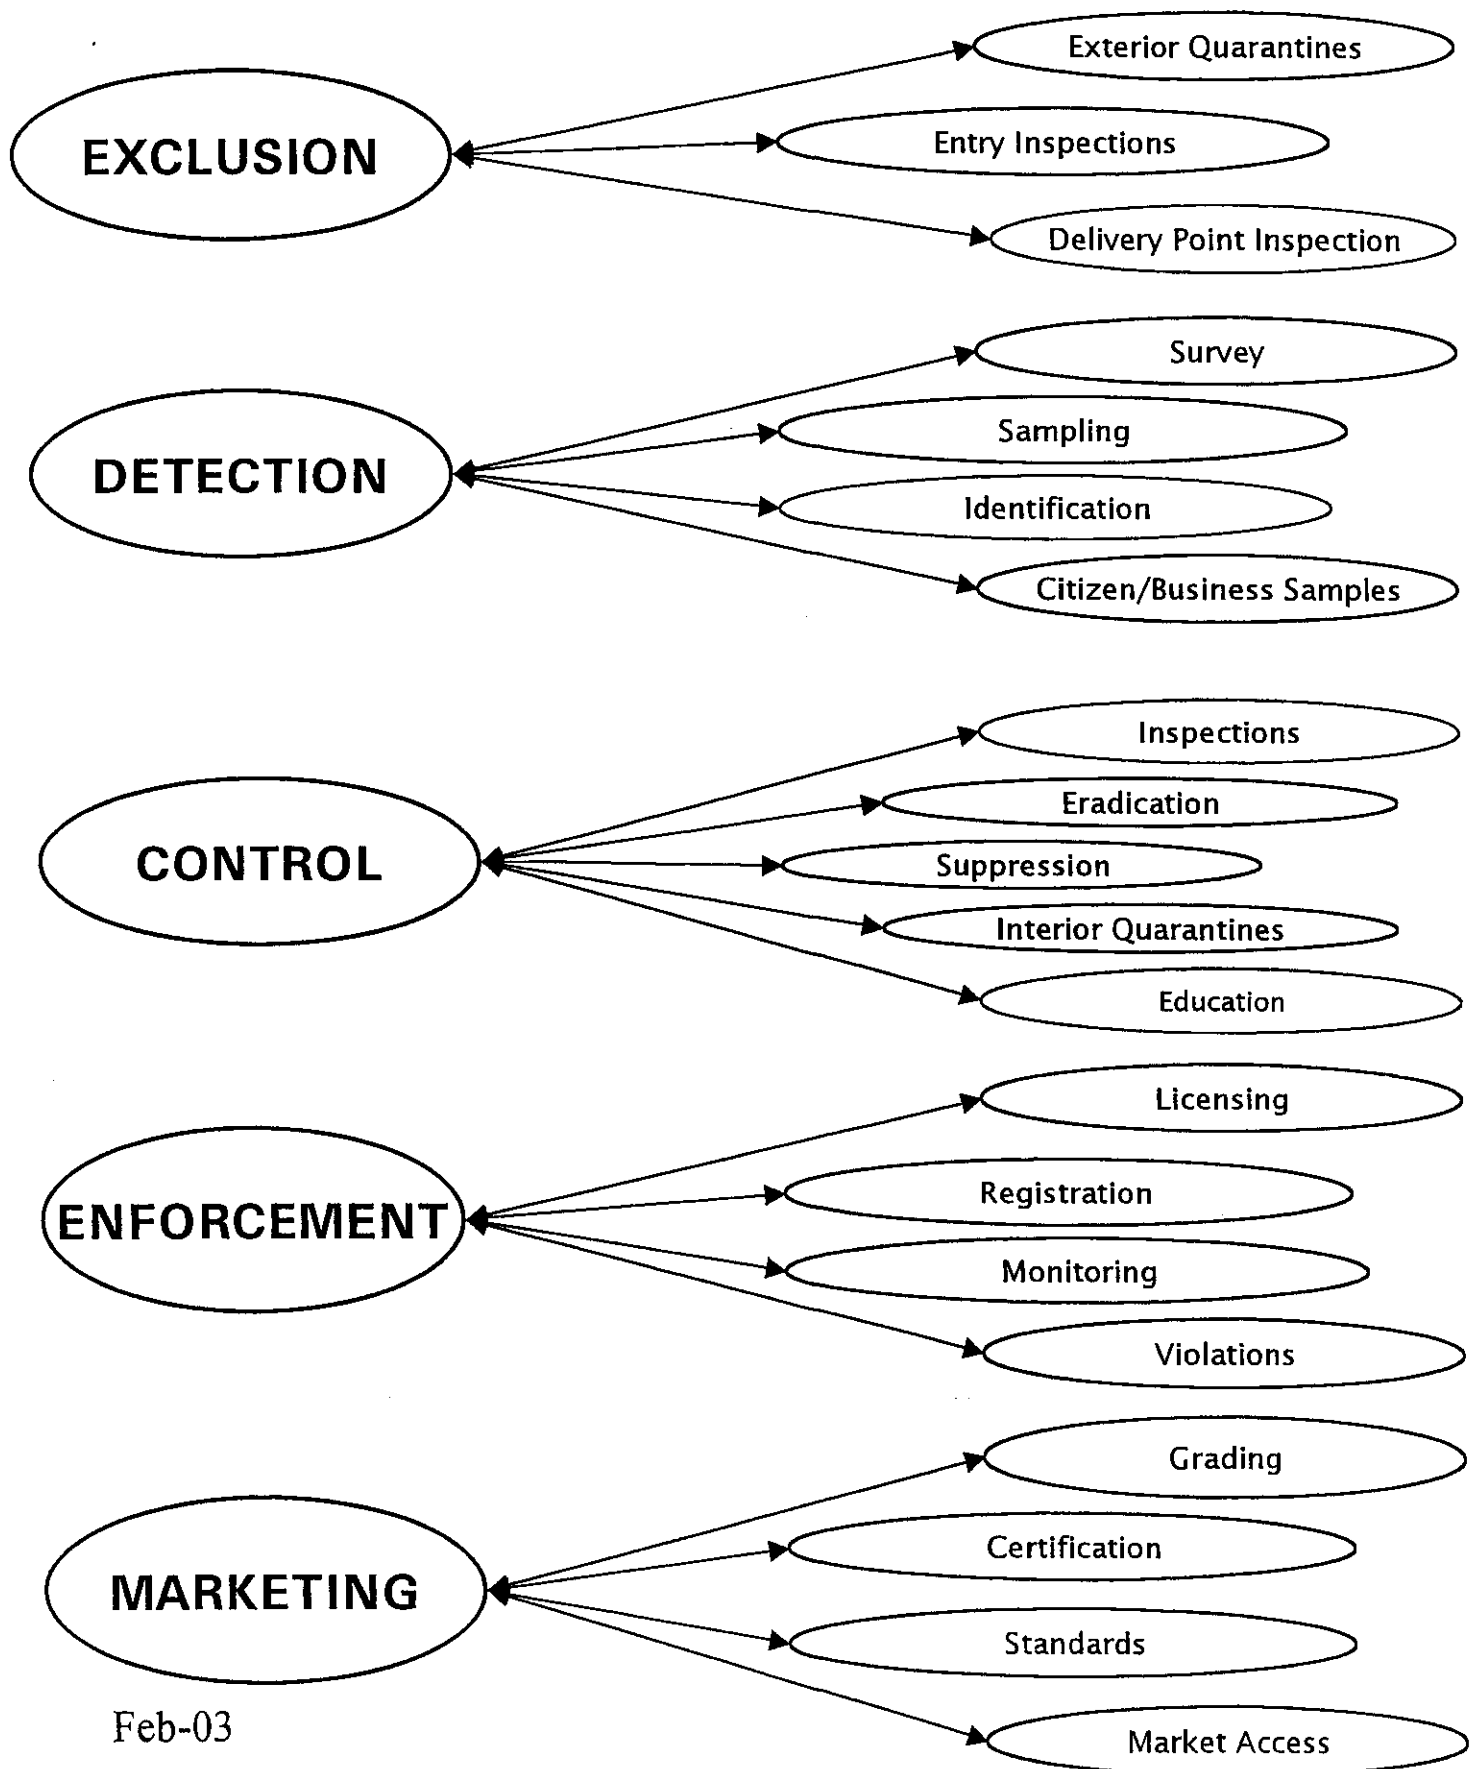 EXCLUSION
Exterior Quarantines
Entry Inspections
Delivery Point Inspection
DETECTION
Survey
Sampling
Identification
Citizen/Business Samples
CONTROL
Inspections
Eradication
Suppression
Interior Quarantines
Education
ENFORCEMENT
Licensing
Registration
Monitoring
Violations
MARKETING
Grading
Certification
Standards
Market Access
Feb-03